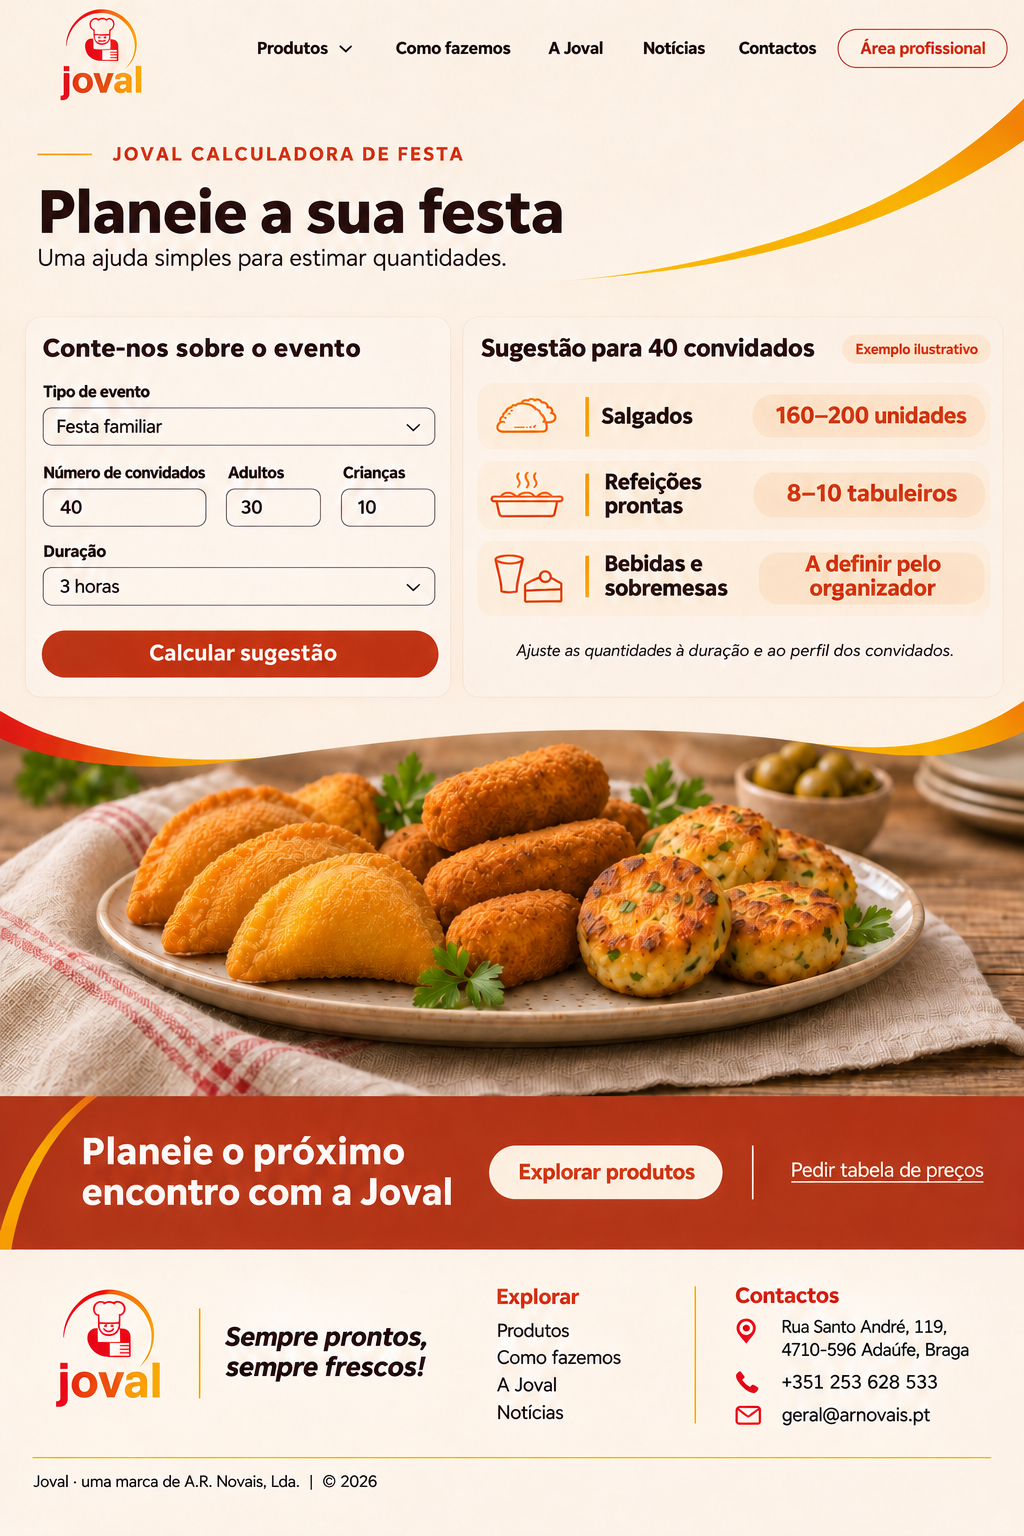 joval
Produtos
Como fazemos
A Joval
Notícias
Contactos
Área profissional
JOVAL CALCULADORA DE FESTA
Planeie a sua festa
Uma ajuda simples para estimar quantidades.
Conte-nos sobre o evento
Tipo de evento
Festa familiar
Número de convidados
Adultos
Crianças
40
30
10
Duração
3 horas
Calcular sugestão
Sugestão para 40 convidados
Exemplo ilustrativo
Salgados
160–200 unidades
Refeições
prontas
8–10 tabuleiros
Bebidas e
sobremesas
A definir pelo
organizador
Ajuste as quantidades à duração e ao perfil dos convidados.
Planeie o próximo
encontro com a Joval
Explorar produtos
Pedir tabela de preços
joval
Sempre prontos,
sempre frescos!
Explorar
Produtos
Como fazemos
A Joval
Notícias
Contactos
Rua Santo André, 119,
4710-596 Adaúfe, Braga
+351 253 628 533
geral@arnovais.pt
Joval · uma marca de A.R. Novais, Lda. | © 2026